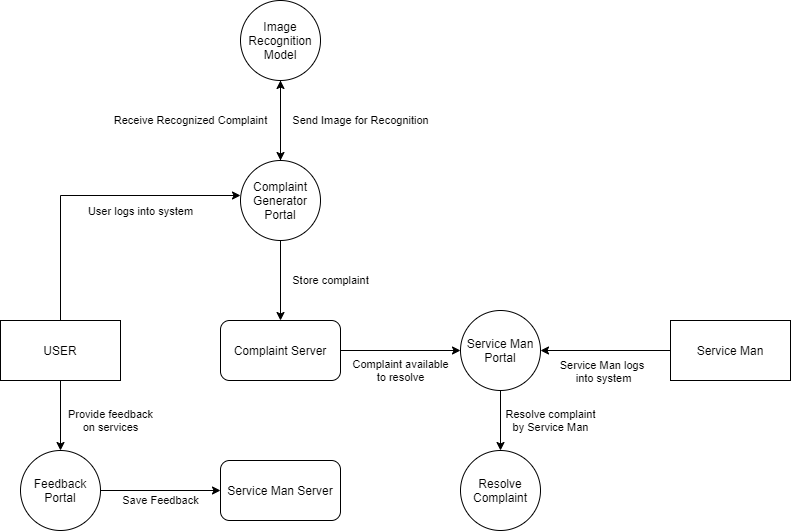 Image
Recognition
Model
Receive Recognized Complaint
Send Image for Recognition
Complaint
Generator
Portal
User logs into system
Store complaint
USER
Complaint Server
Complaint available
to resolve
Service Man
Portal
Service Man logs
into system
Service Man
Provide feedback
on services
Resolve complaint
by Service Man
Feedback
Portal
Save Feedback
Service Man Server
Resolve
Complaint